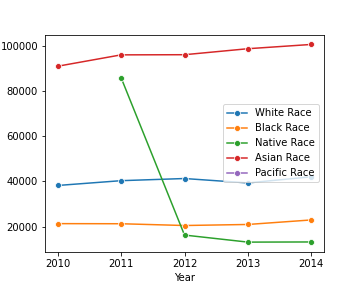 100000
80000
60000
40000
20000
White Race
Black Race
Native Race
Asian Race
Pacific Race
2010 2011 2012 2013 2014
Year